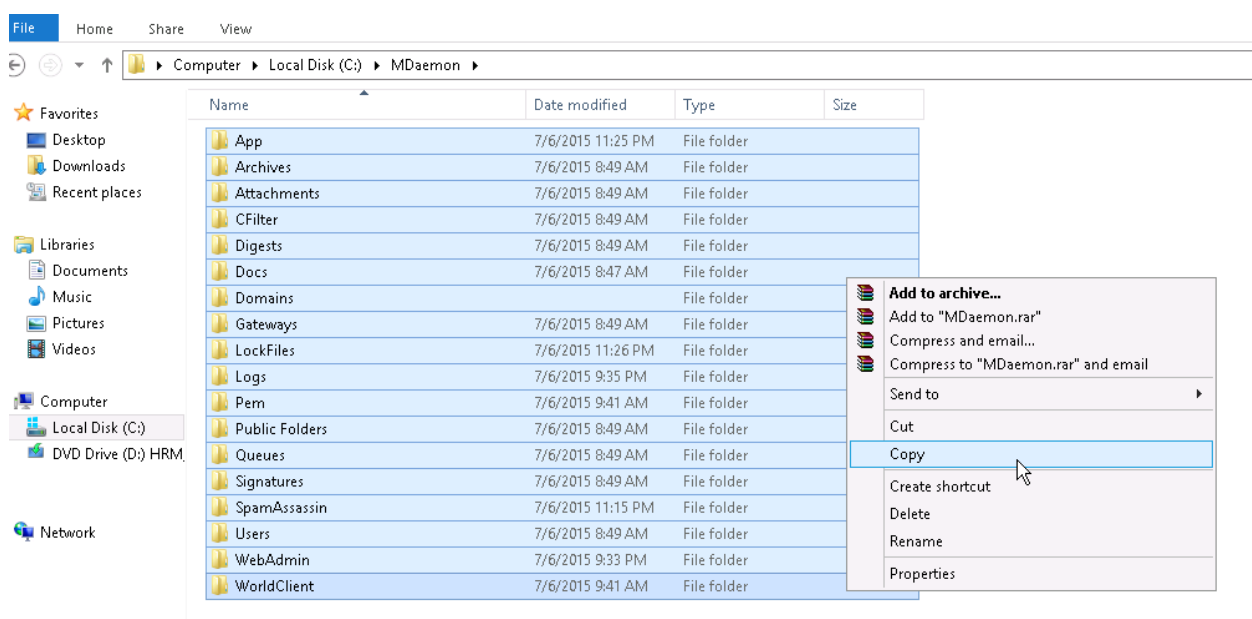 File Home Share View
Computer Local Disk (C:) MDaemon
Name Date modified Type Size
Favorites
Desktop
Downloads
Recent places
Libraries
Documents
Music
Pictures
Videos
Computer
Local Disk (C:)
DVD Drive (D:) HRM
Network
App 7/6/2015 11:25 PM File folder
Archives 7/6/2015 8:49 AM File folder
Attachments 7/6/2015 8:49 AM File folder
CFilter 7/6/2015 8:49 AM File folder
Digests 7/6/2015 8:49 AM File folder
Docs 7/6/2015 8:47 AM File folder
Domains File folder
Gateways 7/6/2015 8:49 AM File folder
LockFiles 7/6/2015 11:26 PM File folder
Logs 7/6/2015 9:35 PM File folder
Pem 7/6/2015 9:41 AM File folder
Public Folders 7/6/2015 8:49 AM File folder
Queues 7/6/2015 8:49 AM File folder
Signatures 7/6/2015 8:49 AM File folder
SpamAssassin 7/6/2015 11:15 PM File folder
Users 7/6/2015 8:49 AM File folder
WebAdmin 7/6/2015 9:33 PM File folder
WorldClient 7/6/2015 9:41 AM File folder
Add to archive...
Add to "MDaemon.rar"
Compress and email...
Compress to "MDaemon.rar" and email
Send to
Cut
Copy
Create shortcut
Delete
Rename
Properties